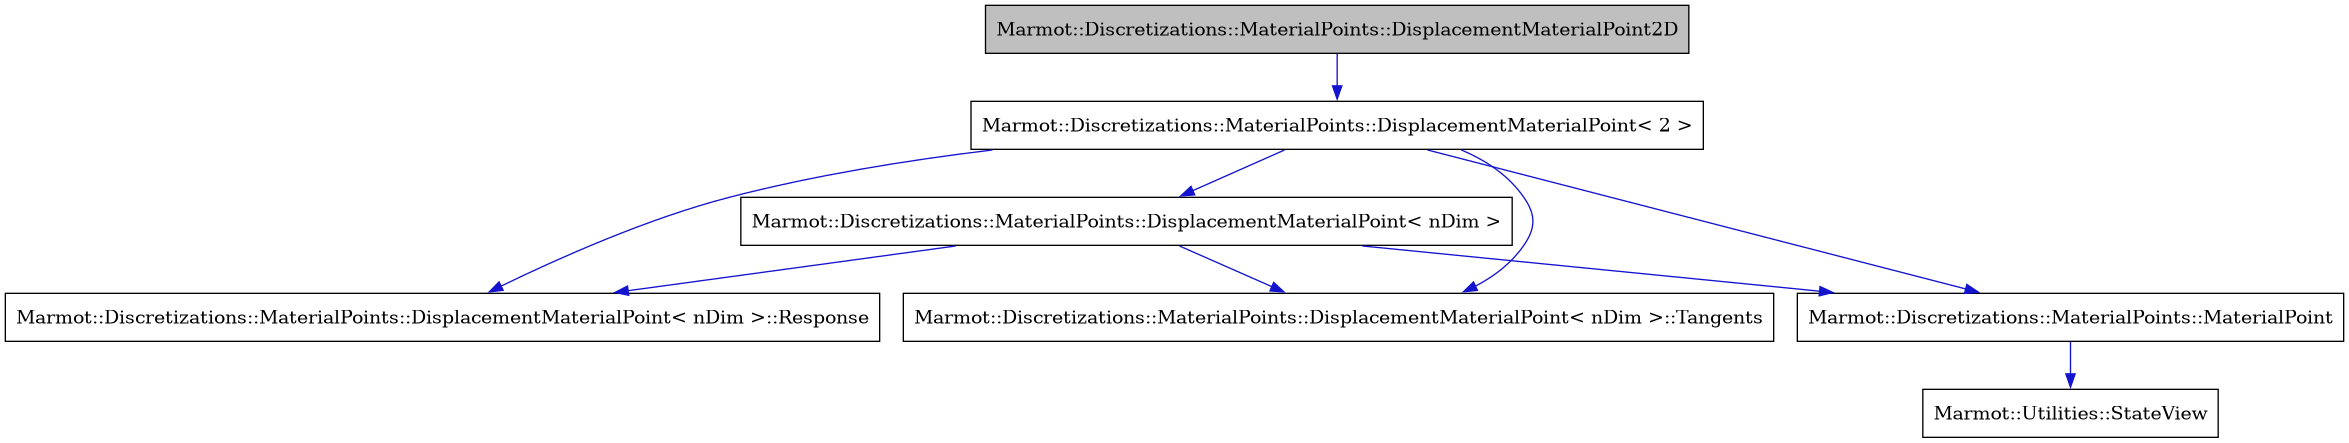 Marmot::Discretizations::MaterialPoints::DisplacementMaterialPoint2D
Marmot::Discretizations::MaterialPoints::DisplacementMaterialPoint< 2 >
Marmot::Discretizations::MaterialPoints::DisplacementMaterialPoint< nDim >
Marmot::Discretizations::MaterialPoints::DisplacementMaterialPoint< nDim >::Response
Marmot::Discretizations::MaterialPoints::DisplacementMaterialPoint< nDim >::Tangents
Marmot::Discretizations::MaterialPoints::MaterialPoint
Marmot::Utilities::StateView